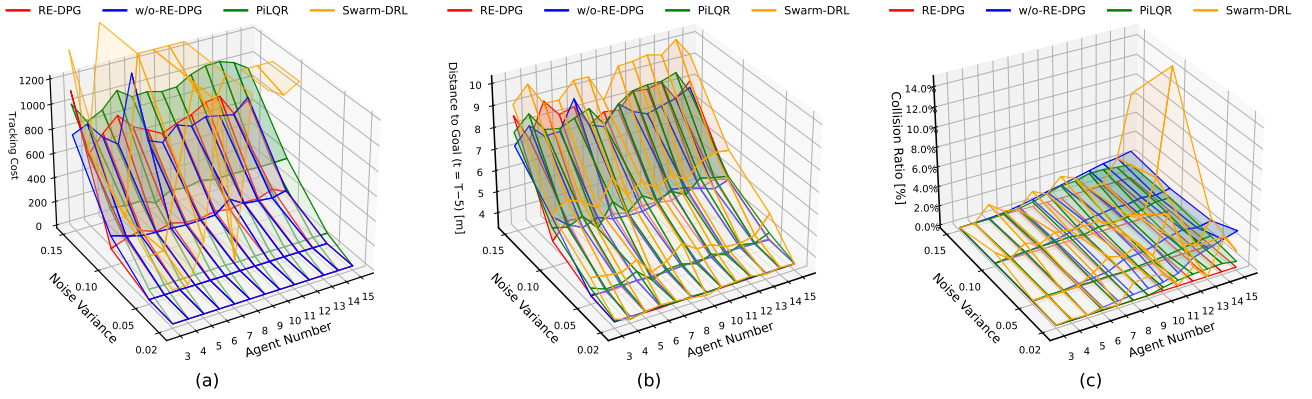 RE-DPG w/o-RE-DPG PiLQR Swarm-DRL
1200
1000
800
600
400
200
0
Tracking Cost
0.15
0.10
0.05
0.02
Noise Variance
3 4 5 6 7 8 9 10 11 12 13 14 15
Agent Number
(a)
RE-DPG w/o-RE-DPG PiLQR Swarm-DRL
10
9
8
7
6
5
4
Distance to Goal (t = T−5) [m]
0.15
0.10
0.05
0.02
Noise Variance
3 4 5 6 7 8 9 10 11 12 13 14 15
Agent Number
(b)
RE-DPG w/o-RE-DPG PiLQR Swarm-DRL
14.0%
12.0%
10.0%
8.0%
6.0%
4.0%
2.0%
0.0%
Collision Ratio [%]
0.15
0.10
0.05
0.02
Noise Variance
3 4 5 6 7 8 9 10 11 12 13 14 15
Agent Number
(c)